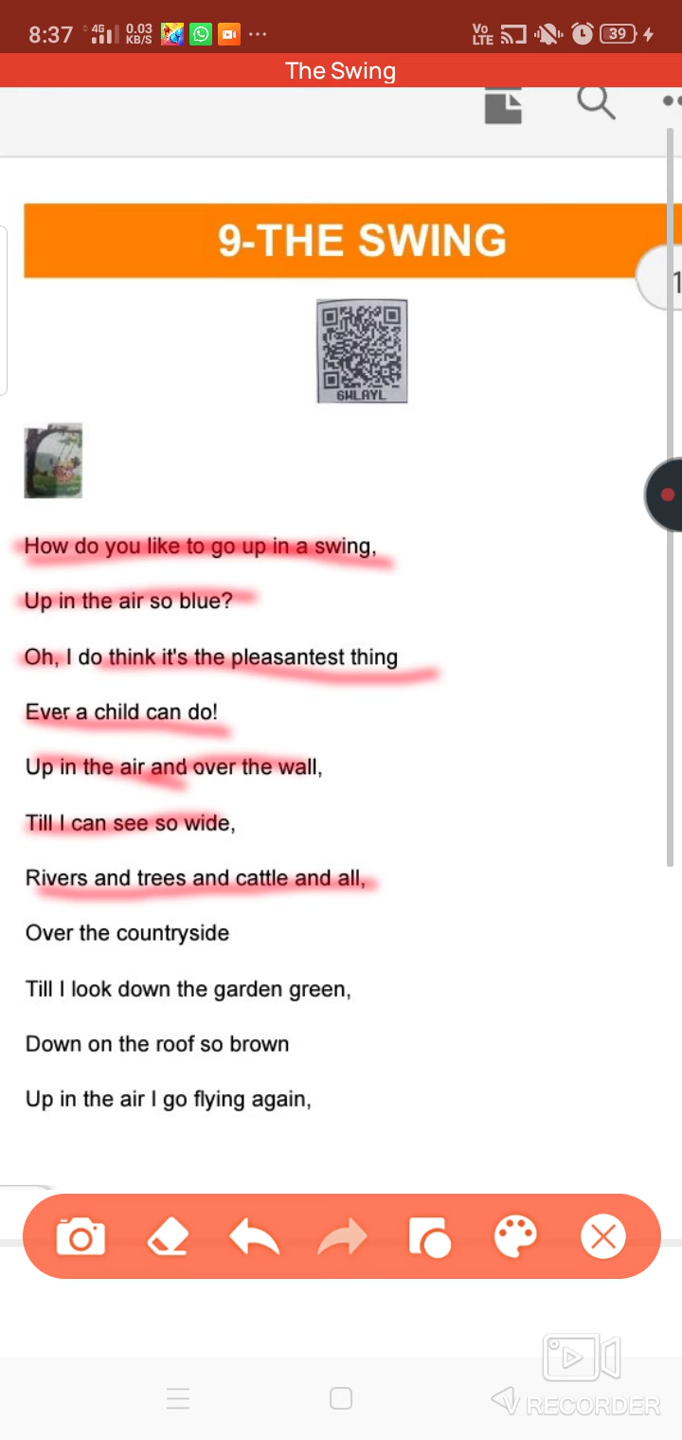 8:37 4G 0.03 KB/S Vo LTE 39
The Swing
9-THE SWING
1
6WLAYL
How do you like to go up in a swing,
Up in the air so blue?
Oh, I do think it's the pleasantest thing
Ever a child can do!
Up in the air and over the wall,
Till I can see so wide,
Rivers and trees and cattle and all,
Over the countryside
Till I look down the garden green,
Down on the roof so brown
Up in the air I go flying again,
V RECORDER